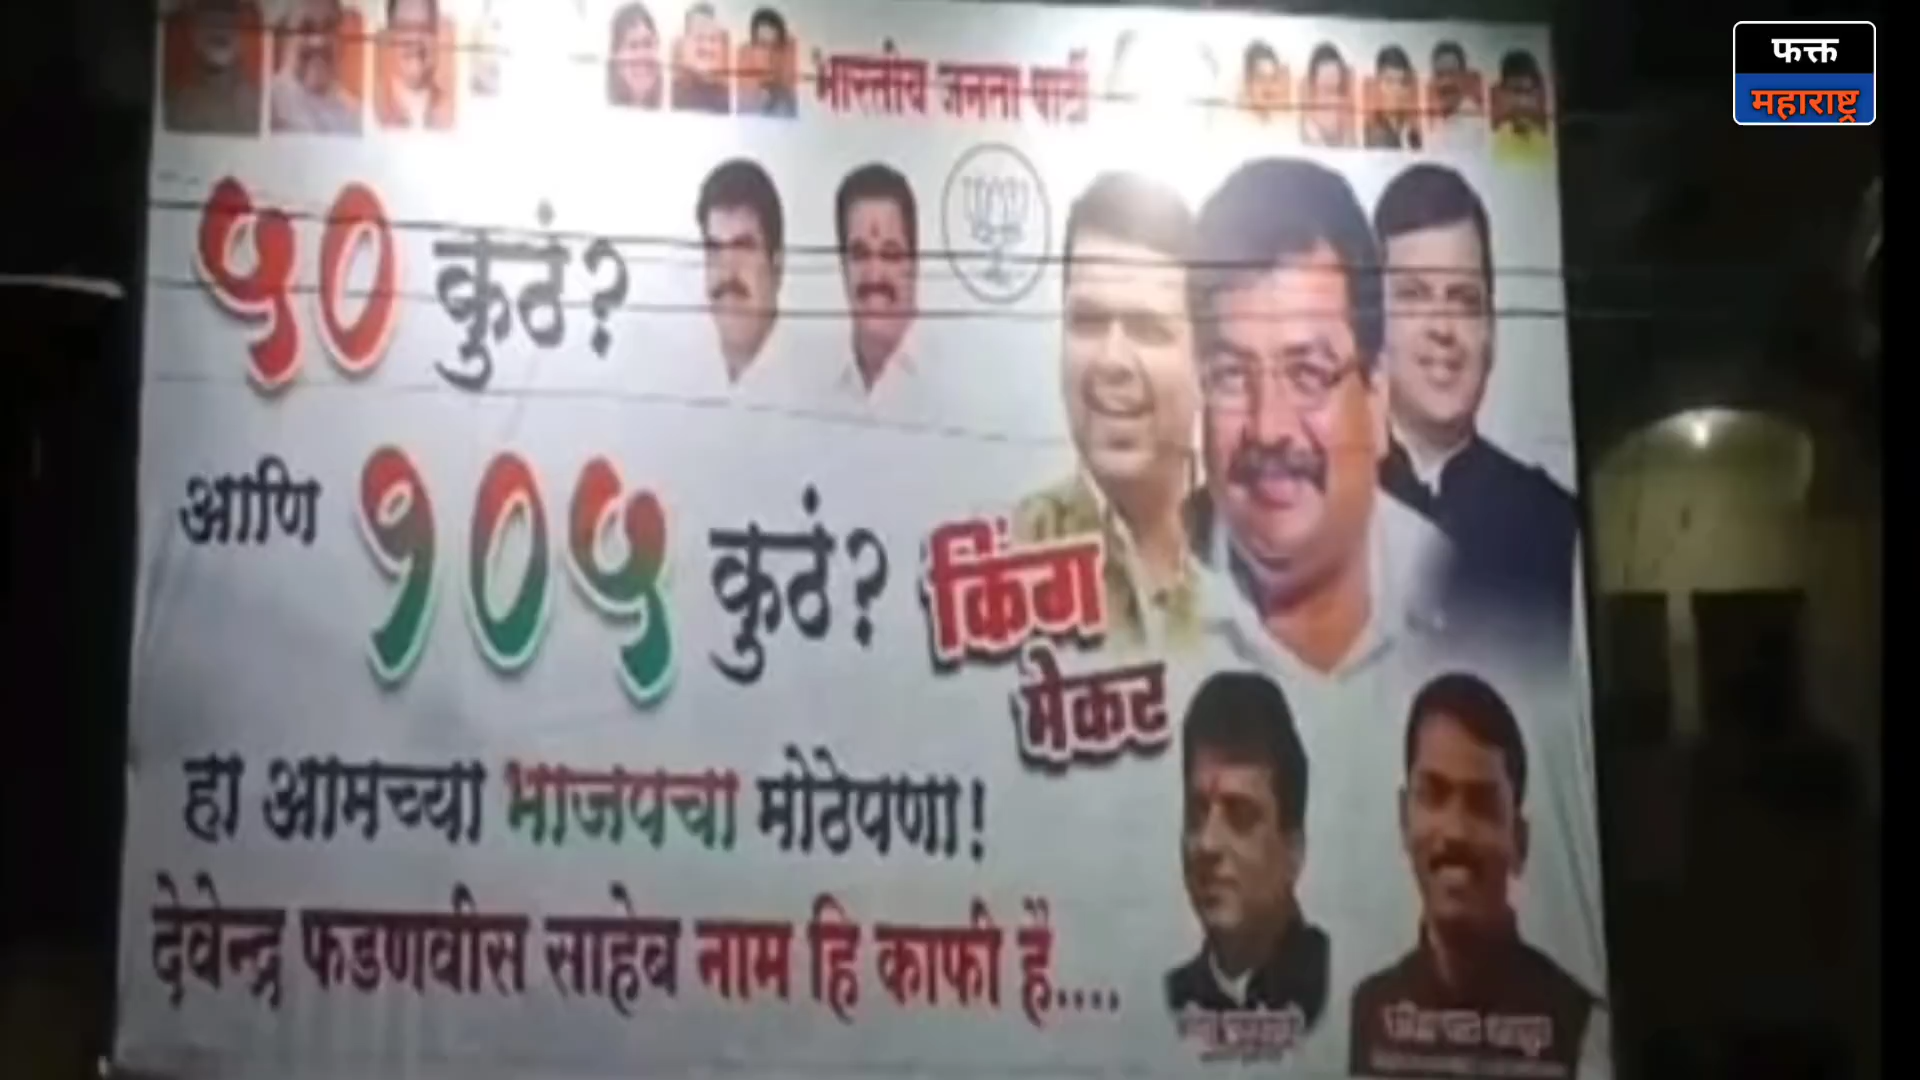 फक्त
महाराष्ट्र
भारतीय जनता पार्टी
५० कुठं?
आणि १०५ कुठं?
किंग
मेकर
हा आमच्या भाजपचा मोठेपणा!
देवेन्द्र फडणवीस साहेब नाम हि काफी है....